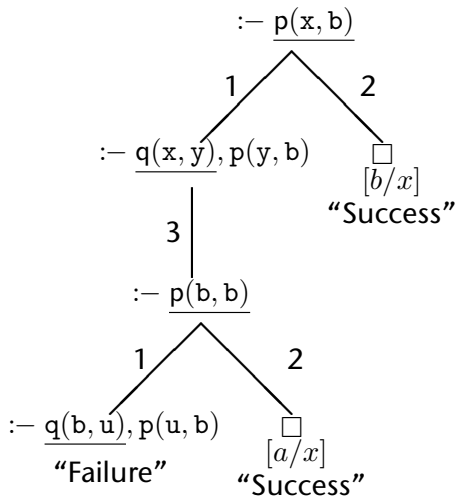 :− p(x, b)
1 2
:− q(x, y), p(y, b) □
[b/x]
“Success”
3
:− p(b, b)
1 2
:− q(b, u), p(u, b) □
[a/x]
“Failure” “Success”